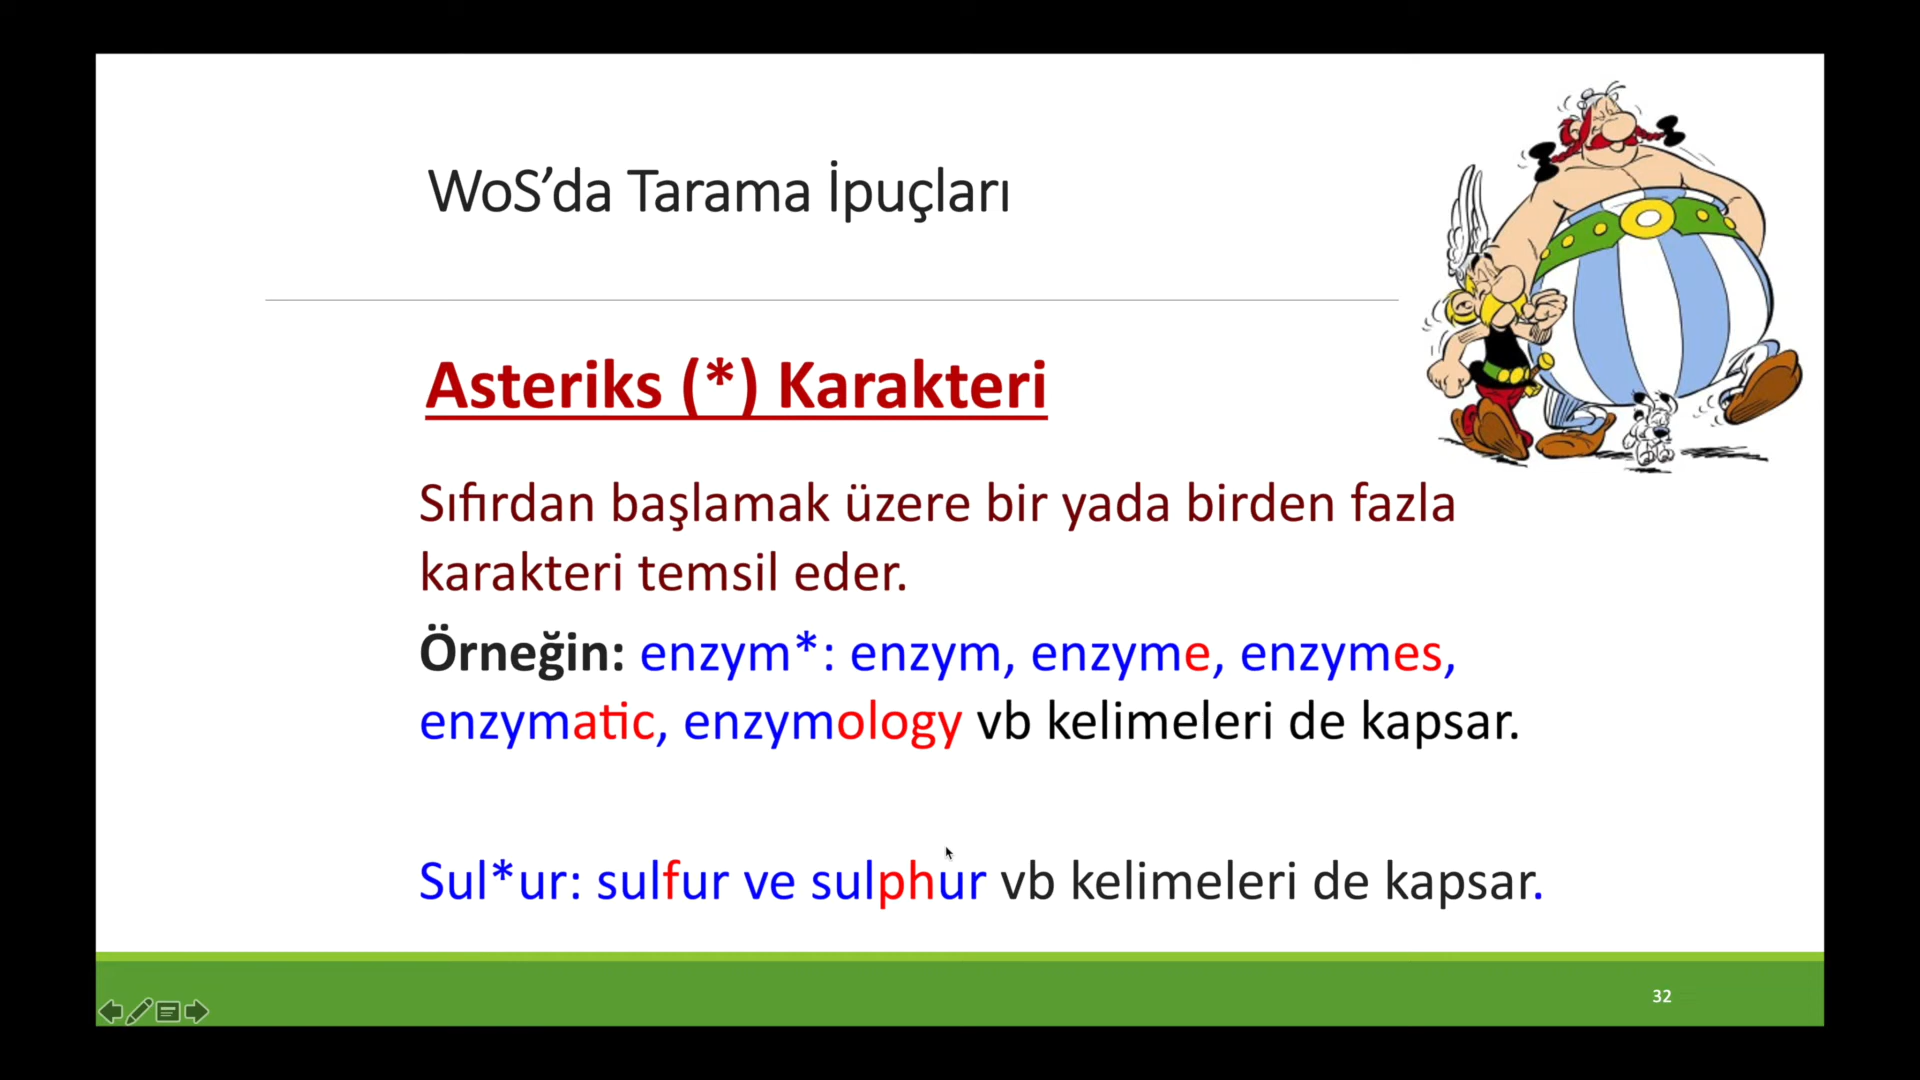 WoS’da Tarama İpuçları
Asteriks (*) Karakteri
Sıfırdan başlamak üzere bir yada birden fazla
karakteri temsil eder.
Örneğin: enzym*: enzym, enzyme, enzymes,
enzymatic, enzymology vb kelimeleri de kapsar.
Sul*ur: sulfur ve sulphur vb kelimeleri de kapsar.
32